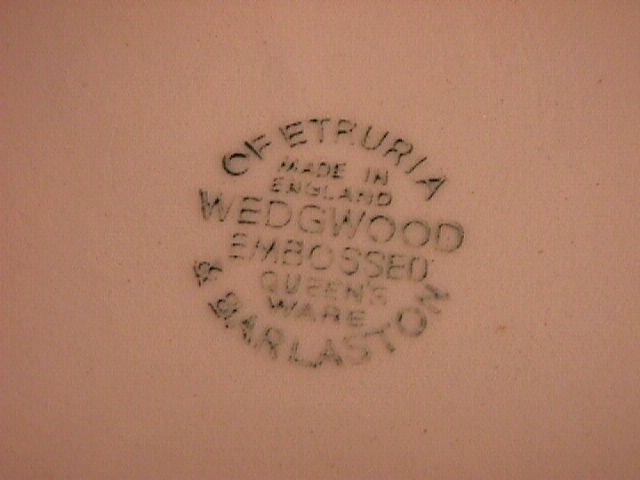 OF ETRURIA
MADE IN
ENGLAND
WEDGWOOD
EMBOSSED
QUEEN'S
WARE
& BARLASTON